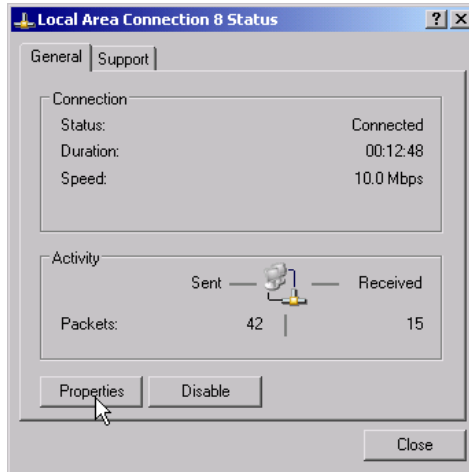 Local Area Connection 8 Status
General Support
Connection
Status: Connected
Duration: 00:12:48
Speed: 10.0 Mbps
Activity
Sent Received
Packets: 42 15
Properties Disable
Close